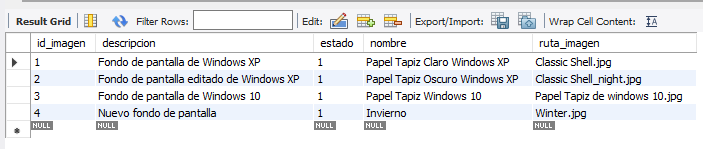 Result Grid Filter Rows: Edit: Export/Import: Wrap Cell Content: IA
id_imagen descripcion estado nombre ruta_imagen
1 Fondo de pantalla de Windows XP 1 Papel Tapiz Claro Windows XP Classic Shell.jpg
2 Fondo de pantalla editado de Windows XP 1 Papel Tapiz Oscuro Windows XP Classic Shell_night.jpg
3 Fondo de pantalla de Windows 10 1 Papel Tapiz Windows 10 Papel Tapiz de windows 10.jpg
4 Nuevo fondo de pantalla 1 Invierno Winter.jpg
NULL NULL NULL NULL NULL